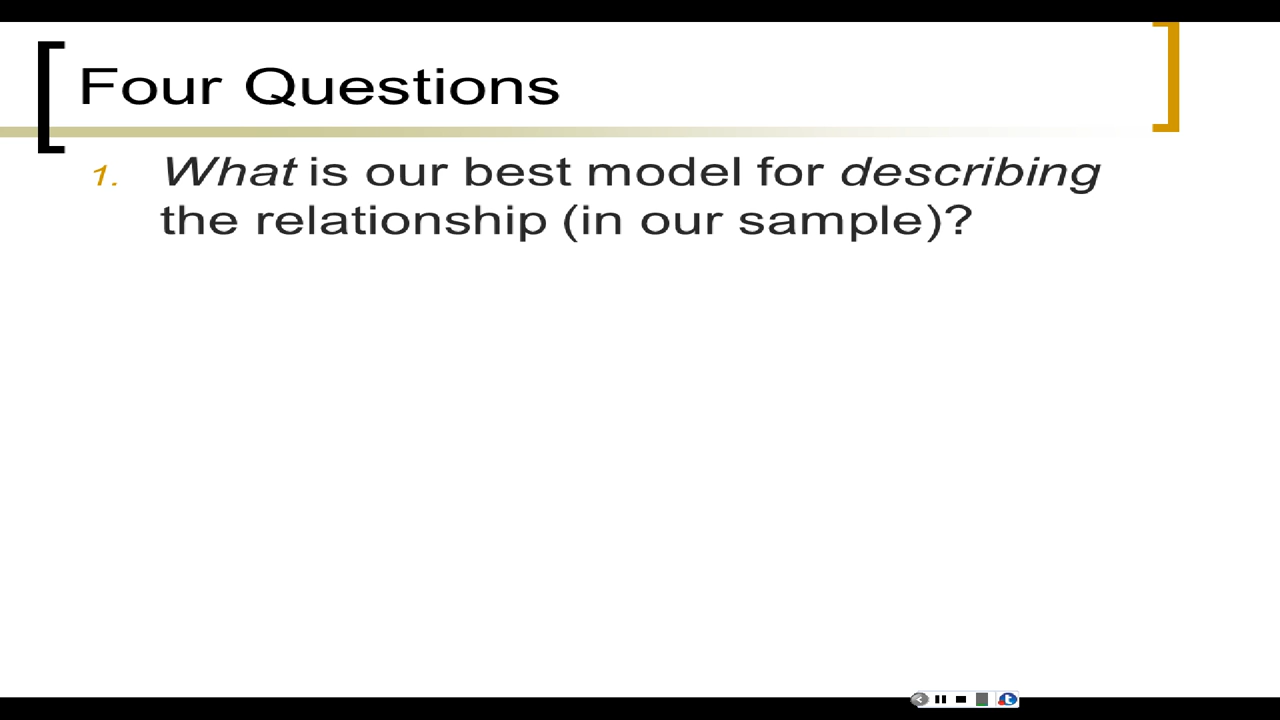 Four Questions
1. What is our best model for describing
the relationship (in our sample)?